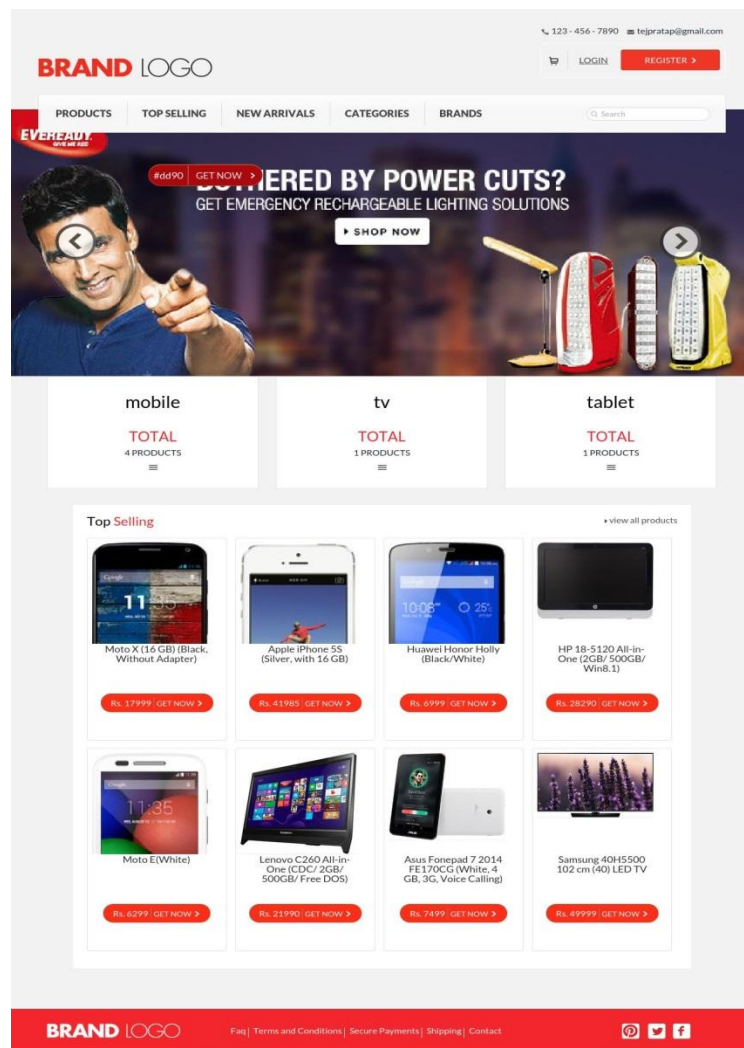 123 - 456 - 7890 tejpratap@gmail.com
BRAND LOGO
LOGIN
REGISTER
PRODUCTS TOP SELLING NEW ARRIVALS CATEGORIES BRANDS
Search
EVEREADY
GIVE ME RED
#dd90 GET NOW
BY POWER CUTS?
GET EMERGENCY RECHARGEABLE LIGHTING SOLUTIONS
SHOP NOW
mobile
TOTAL
4 PRODUCTS
tv
TOTAL
1 PRODUCTS
tablet
TOTAL
1 PRODUCTS
Top Selling
view all products
Moto X (16 GB) (Black,
Without Adapter)
Rs. 17999 GET NOW
Apple iPhone 5S
(Silver, with 16 GB)
Rs. 41985 GET NOW
Huawei Honor Holly
(Black/White)
Rs. 6999 GET NOW
HP 18-5120 All-in-
One (2GB/ 500GB/
Win8.1)
Rs. 28290 GET NOW
Google
11:35
Moto E(White)
Rs. 6299 GET NOW
Lenovo C260 All-in-
One (CDC/ 2GB/
500GB/ Free DOS)
Rs. 21990 GET NOW
Asus Fonepad 7 2014
FE170CG (White, 4
GB, 3G, Voice Calling)
Rs. 7499 GET NOW
Samsung 40H5500
102 cm (40) LED TV
Rs. 49999 GET NOW
BRAND LOGO
Faq| Terms and Conditions| Secure Payments| Shipping| Contact